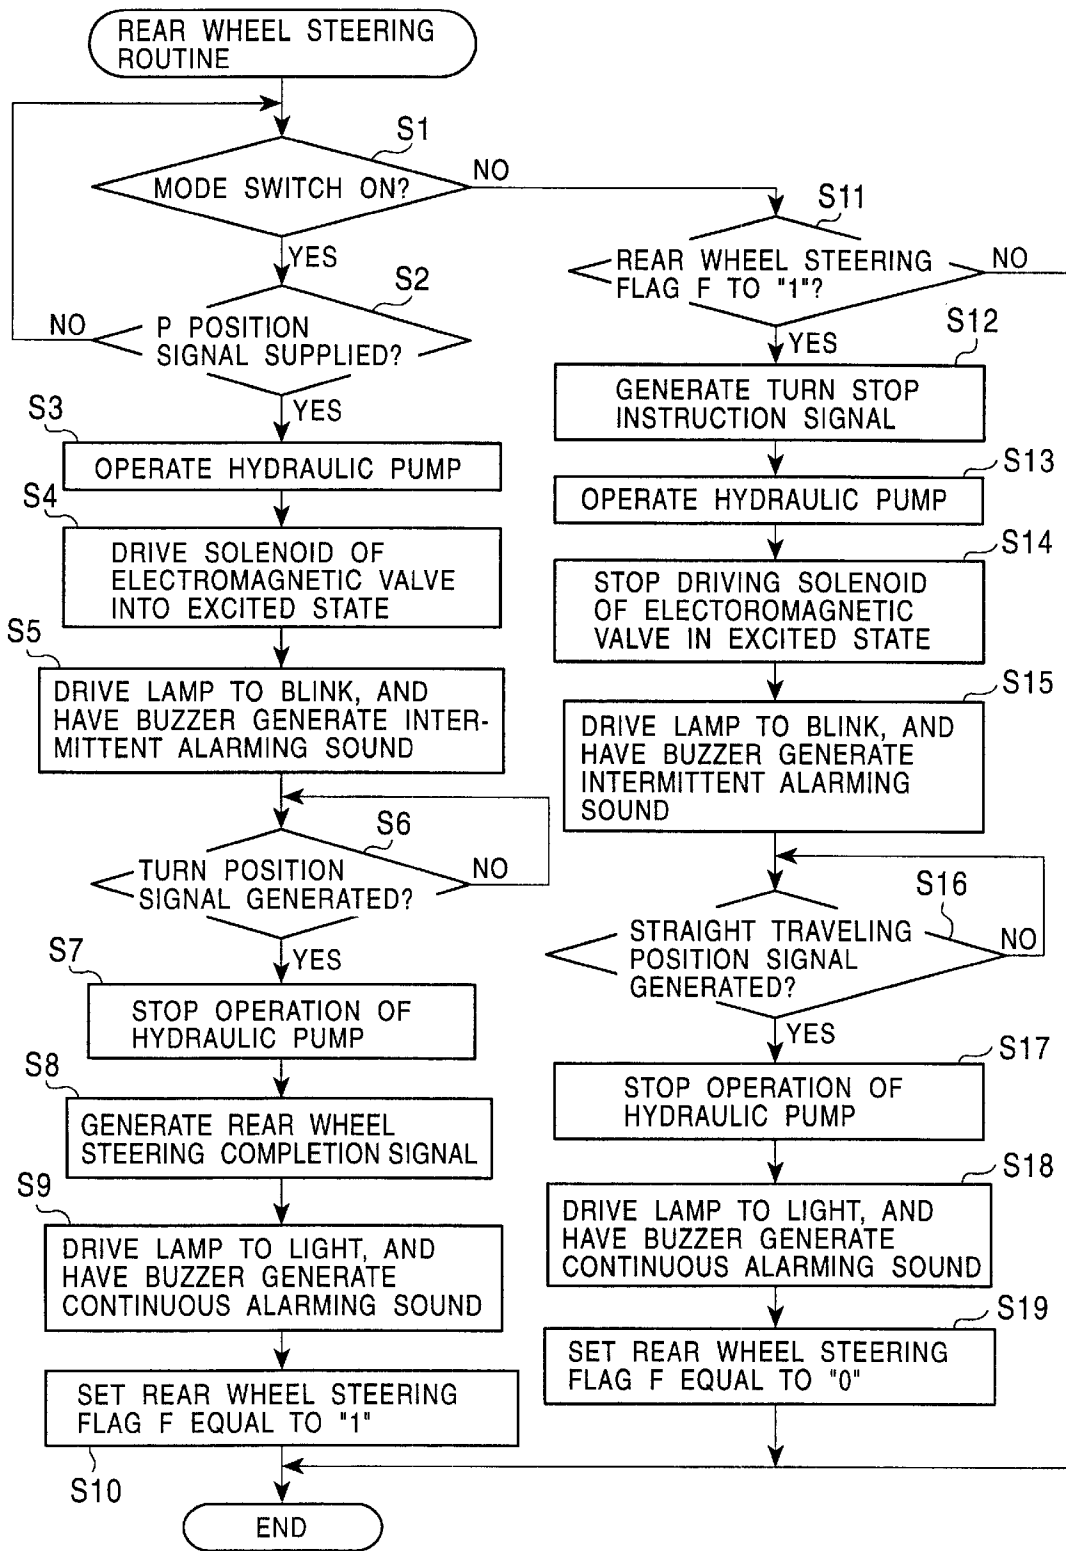 REAR WHEEL STEERING
ROUTINE
S1
MODE SWITCH ON?
NO
YES
S2
P POSITION
SIGNAL SUPPLIED?
NO
YES
S3
OPERATE HYDRAULIC PUMP
S4
DRIVE SOLENOID OF
ELECTROMAGNETIC VALVE
INTO EXCITED STATE
S5
DRIVE LAMP TO BLINK, AND
HAVE BUZZER GENERATE INTER-
MITTENT ALARMING SOUND
S6
TURN POSITION
SIGNAL GENERATED?
NO
YES
S7
STOP OPERATION OF
HYDRAULIC PUMP
S8
GENERATE REAR WHEEL
STEERING COMPLETION SIGNAL
S9
DRIVE LAMP TO LIGHT, AND
HAVE BUZZER GENERATE
CONTINUOUS ALARMING SOUND
SET REAR WHEEL STEERING
FLAG F EQUAL TO "1"
S10
END
S11
REAR WHEEL STEERING
FLAG F TO "1"?
NO
YES
S12
GENERATE TURN STOP
INSTRUCTION SIGNAL
S13
OPERATE HYDRAULIC PUMP
S14
STOP DRIVING SOLENOID
OF ELECTOROMAGNETIC
VALVE IN EXCITED STATE
S15
DRIVE LAMP TO BLINK, AND
HAVE BUZZER GENERATE
INTERMITTENT ALARMING
SOUND
S16
STRAIGHT TRAVELING
POSITION SIGNAL
GENERATED?
NO
YES
S17
STOP OPERATION OF
HYDRAULIC PUMP
S18
DRIVE LAMP TO LIGHT, AND
HAVE BUZZER GENERATE
CONTINUOUS ALARMING SOUND
S19
SET REAR WHEEL STEERING
FLAG F EQUAL TO "0"